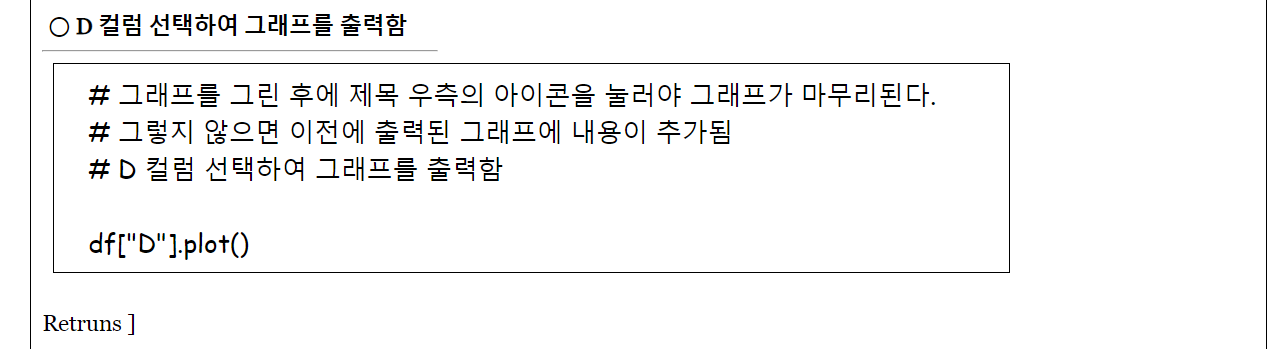 ○ D 컬럼 선택하여 그래프를 출력함
# 그래프를 그린 후에 제목 우측의 아이콘을 눌러야 그래프가 마무리된다.
# 그렇지 않으면 이전에 출력된 그래프에 내용이 추가됨
# D 컬럼 선택하여 그래프를 출력함
df["D"].plot()
Retruns ]